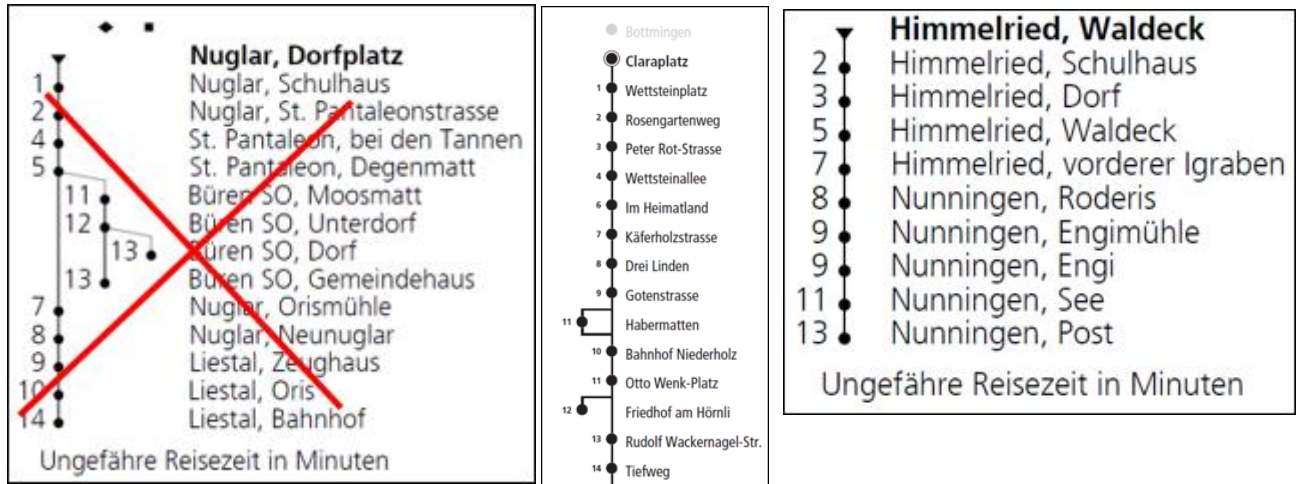 Nuglar, Dorfplatz
1 Nuglar, Schulhaus
2 Nuglar, St. Pantaleonstrasse
4 St. Pantaleon, bei den Tannen
5 St. Pantaleon, Degenmatt
11 Büren SO, Moosmatt
12 Büren SO, Unterdorf
13 Büren SO, Dorf
13 Büren SO, Gemeindehaus
7 Nuglar, Orismühle
8 Nuglar, Neunuglar
9 Liestal, Zeughaus
10 Liestal, Oris
14 Liestal, Bahnhof
Ungefähre Reisezeit in Minuten
Bottmingen
Claraplatz
1 Wettsteinplatz
2 Rosengartenweg
3 Peter Rot-Strasse
4 Wettsteinallee
6 Im Heimatland
7 Käferholzstrasse
8 Drei Linden
9 Gotenstrasse
11 Habermatten
10 Bahnhof Niederholz
11 Otto Wenk-Platz
12 Friedhof am Hörnli
13 Rudolf Wackernagel-Str.
14 Tiefweg
Himmelried, Waldeck
2 Himmelried, Schulhaus
3 Himmelried, Dorf
5 Himmelried, Waldeck
7 Himmelried, vorderer Igraben
8 Nunningen, Roderis
9 Nunningen, Engimühle
9 Nunningen, Engi
11 Nunningen, See
13 Nunningen, Post
Ungefähre Reisezeit in Minuten